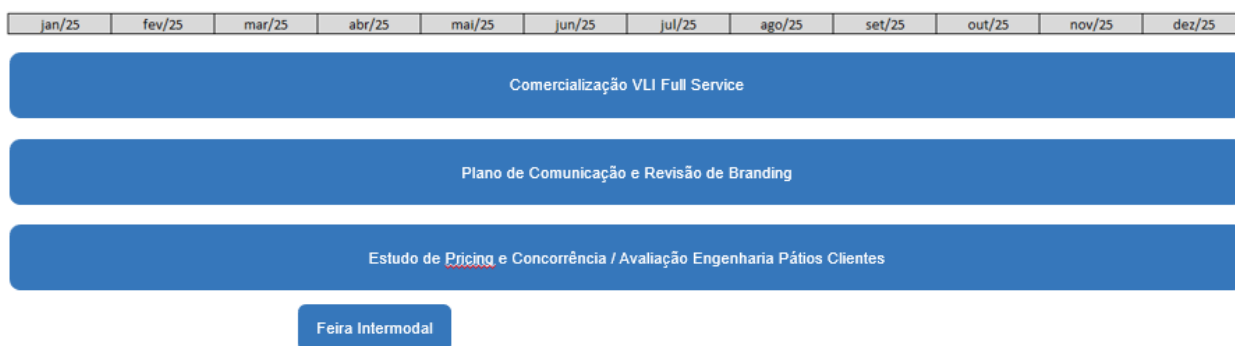 jan/25 fev/25 mar/25 abr/25 mai/25 jun/25 jul/25 ago/25 set/25 out/25 nov/25 dez/25
Comercialização VLI Full Service
Plano de Comunicação e Revisão de Branding
Estudo de Pricing e Concorrência / Avaliação Engenharia Pátios Clientes
Feira Intermodal